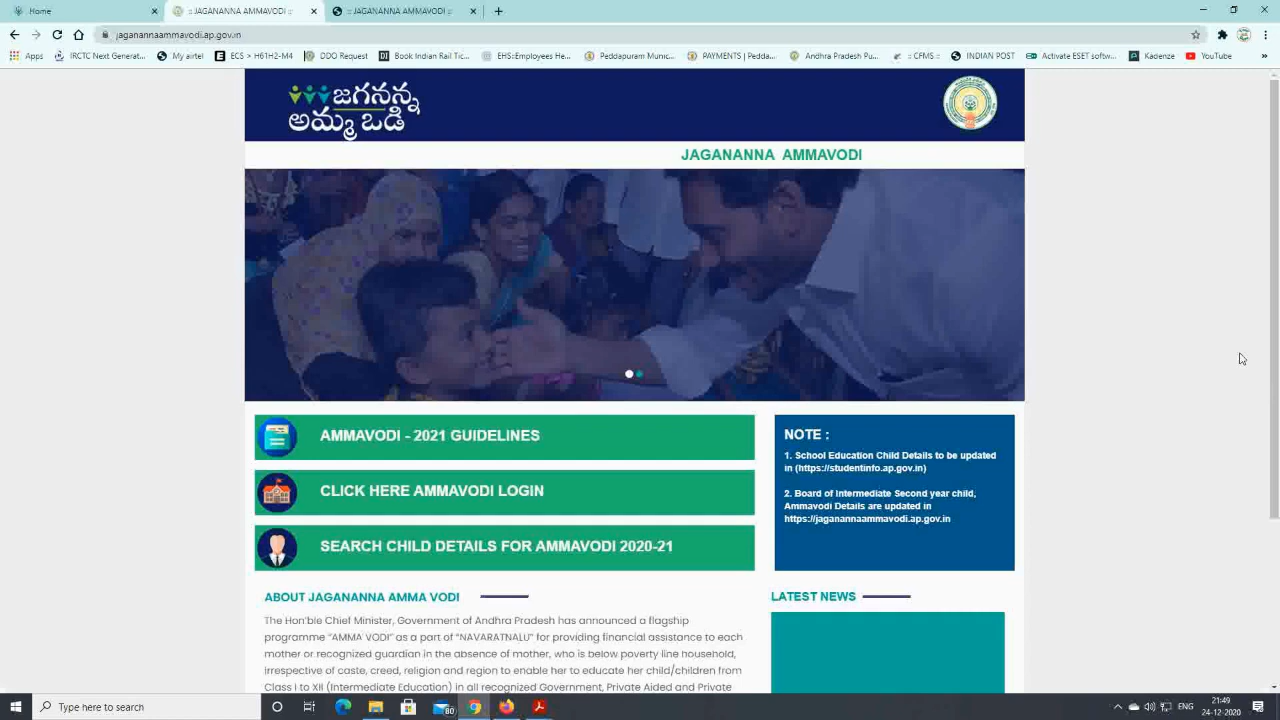 Home
:: JAGANANNA AMMAVODI ::
:: JAGANANNA AMMAVODI ::
jaganannaammavodi.ap.gov.in
Apps
IRCTC Next Generat...
My airtel
ECS > H6TH2-M4
DDO Request
Book Indian Rail Tic...
EHS::Employees He...
Peddapuram Munic...
PAYMENTS | Pedda...
Andhra Pradesh Pu...
:: CFMS ::
INDIAN POST
Activate ESET softw...
Kadenze
YouTube
»
జగనన్న
అమ్మ ఒడి
JAGANANNA AMMAVODI
AMMAVODI - 2021 GUIDELINES
CLICK HERE AMMAVODI LOGIN
SEARCH CHILD DETAILS FOR AMMAVODI 2020-21
NOTE :
1. School Education Child Details to be updated
in (https://studentinfo.ap.gov.in)
2. Board of Intermediate Second year child,
Ammavodi Details are updated in
https://jaganannaammavodi.ap.gov.in
ABOUT JAGANANNA AMMA VODI
The Hon'ble Chief Minister, Government of Andhra Pradesh has announced a flagship
programme “AMMA VODI” as a part of “NAVARATNALU” for providing financial assistance to each
mother or recognized guardian in the absence of mother, who is below poverty line household,
irrespective of caste, creed, religion and region to enable her to educate her child/children from
Class I to XII (Intermediate Education) in all recognized Government, Private Aided and Private
LATEST NEWS
Type here to search
80
ENG
21:49
24-12-2020